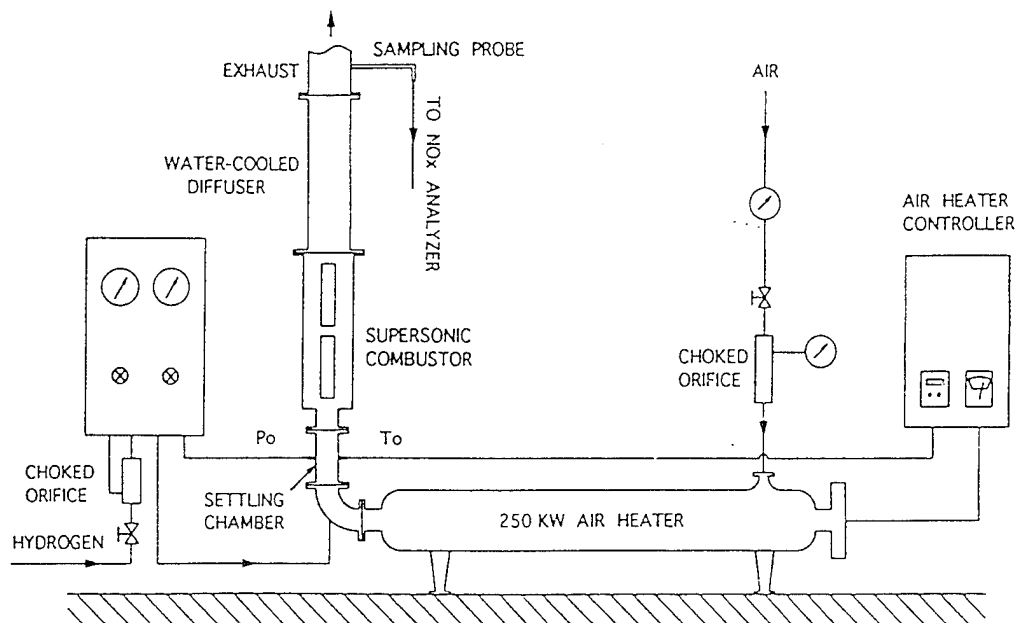 SAMPLING PROBE
EXHAUST
AIR
TO NOx ANALYZER
WATER-COOLED
DIFFUSER
AIR HEATER
CONTROLLER
SUPERSONIC
COMBUSTOR
CHOKED
ORIFICE
Po
To
CHOKED
ORIFICE
SETTLING
CHAMBER
250 KW AIR HEATER
HYDROGEN